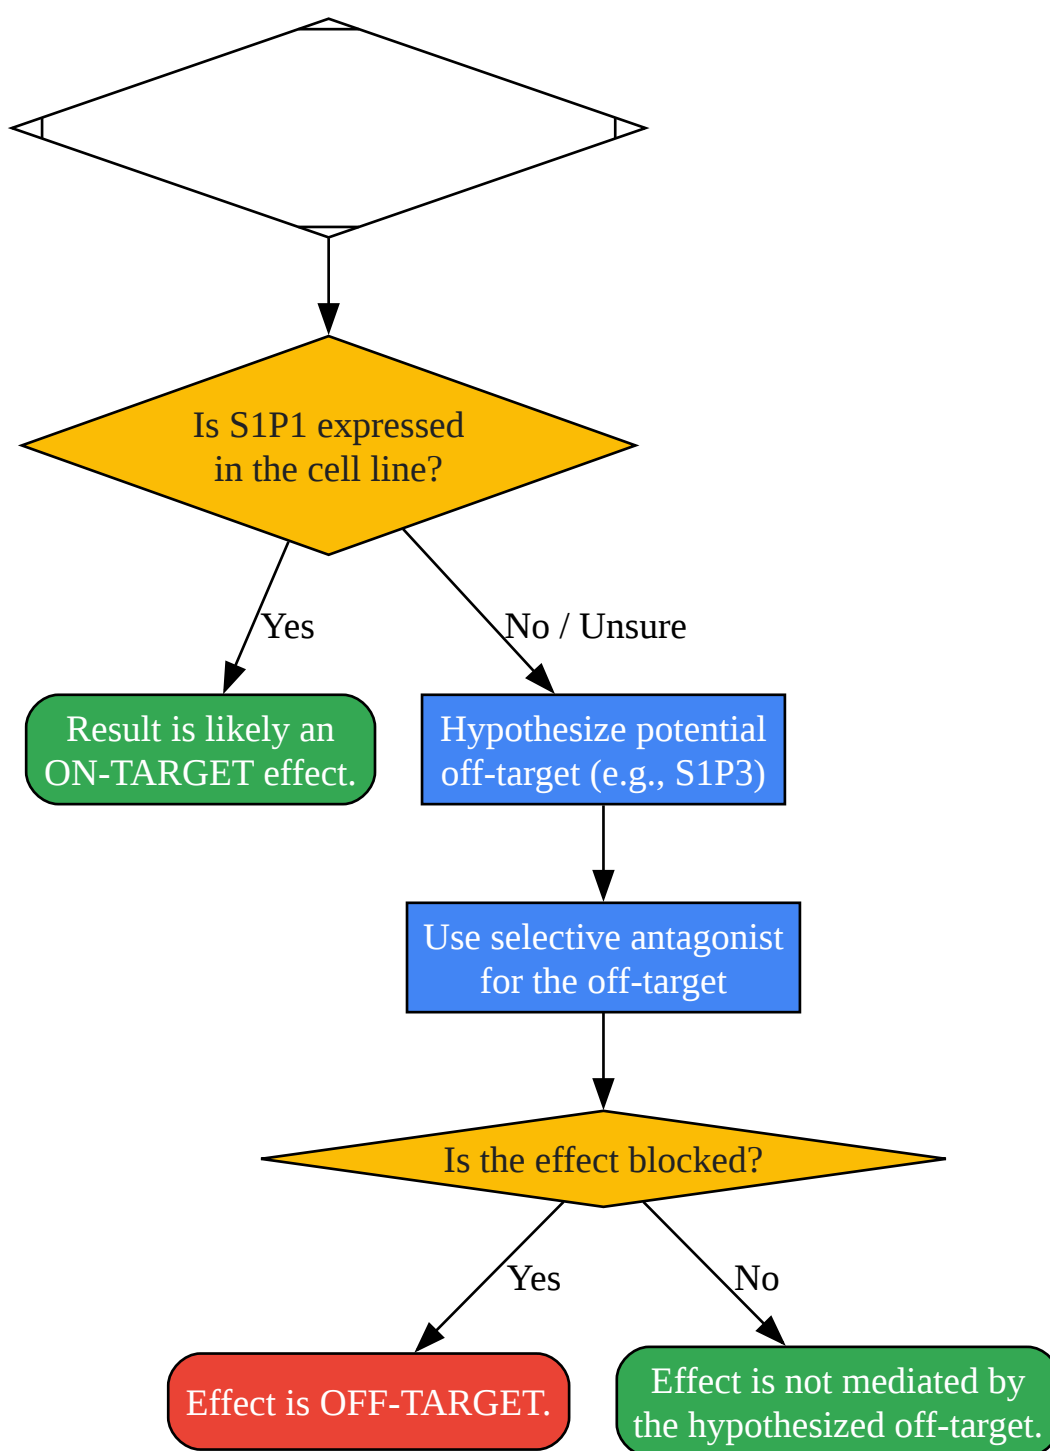 Is S1P1 expressed
in the cell line?
Yes
No / Unsure
Result is likely an
ON-TARGET effect.
Hypothesize potential
off-target (e.g., S1P3)
Use selective antagonist
for the off-target
Is the effect blocked?
Yes
No
Effect is OFF-TARGET.
Effect is not mediated by
the hypothesized off-target.